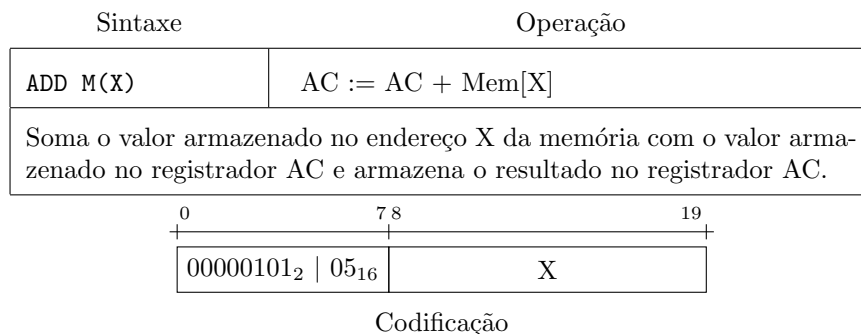 Sintaxe Operação
ADD M(X) AC := AC + Mem[X]
Soma o valor armazenado no endereço X da memória com o valor arma-
zenado no registrador AC e armazena o resultado no registrador AC.
0 7 8 19
00000101₂ | 05₁₆ X
Codificação